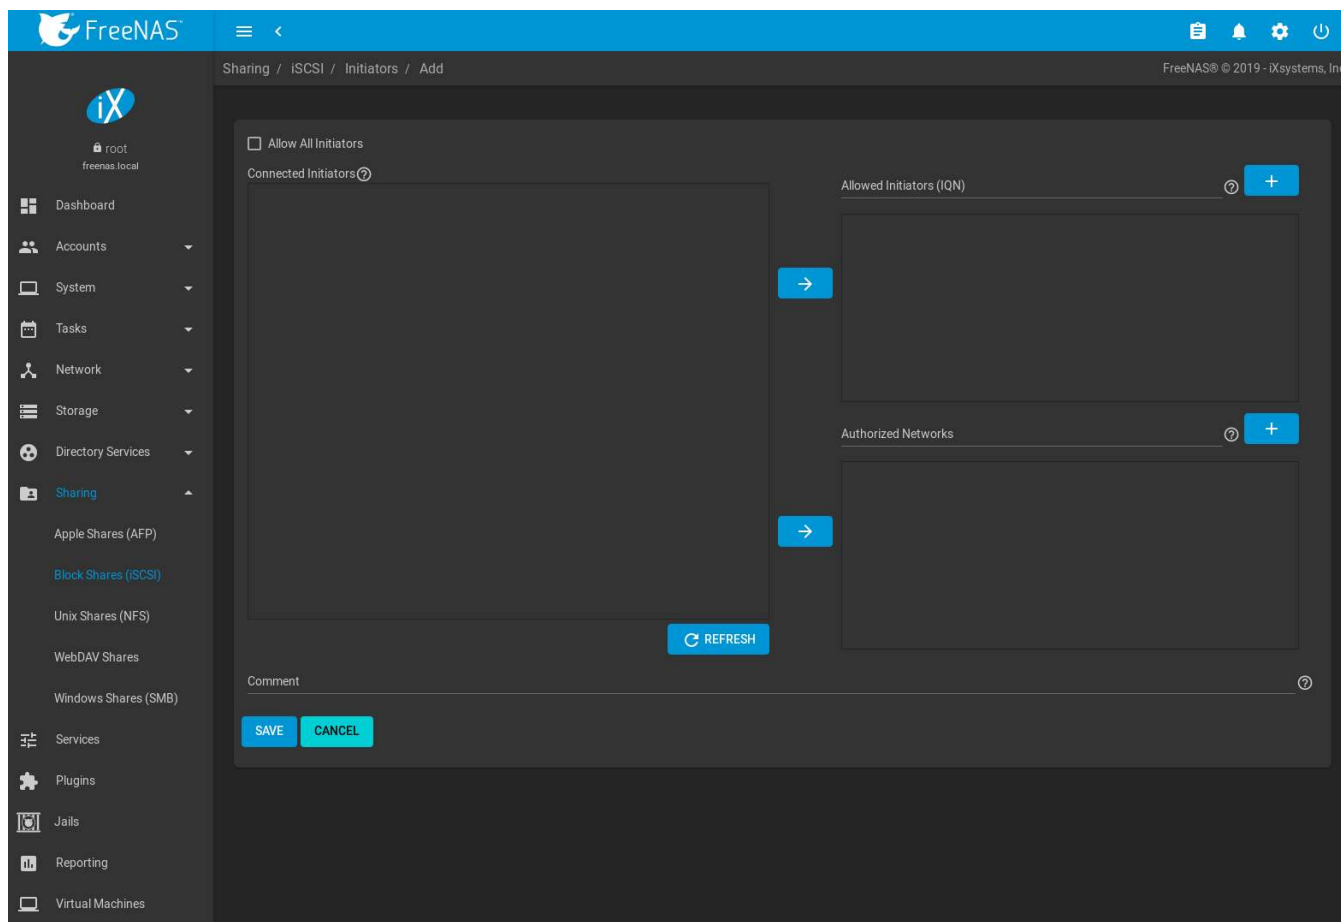 FreeNAS™
Sharing / iSCSI / Initiators / Add
FreeNAS® © 2019 - iXsystems, Inc
iX
root
freenas.local
Dashboard
Accounts
System
Tasks
Network
Storage
Directory Services
Sharing
Apple Shares (AFP)
Block Shares (iSCSI)
Unix Shares (NFS)
WebDAV Shares
Windows Shares (SMB)
Services
Plugins
Jails
Reporting
Virtual Machines
Allow All Initiators
Connected Initiators
REFRESH
Allowed Initiators (IQN)
Authorized Networks
Comment
SAVE CANCEL